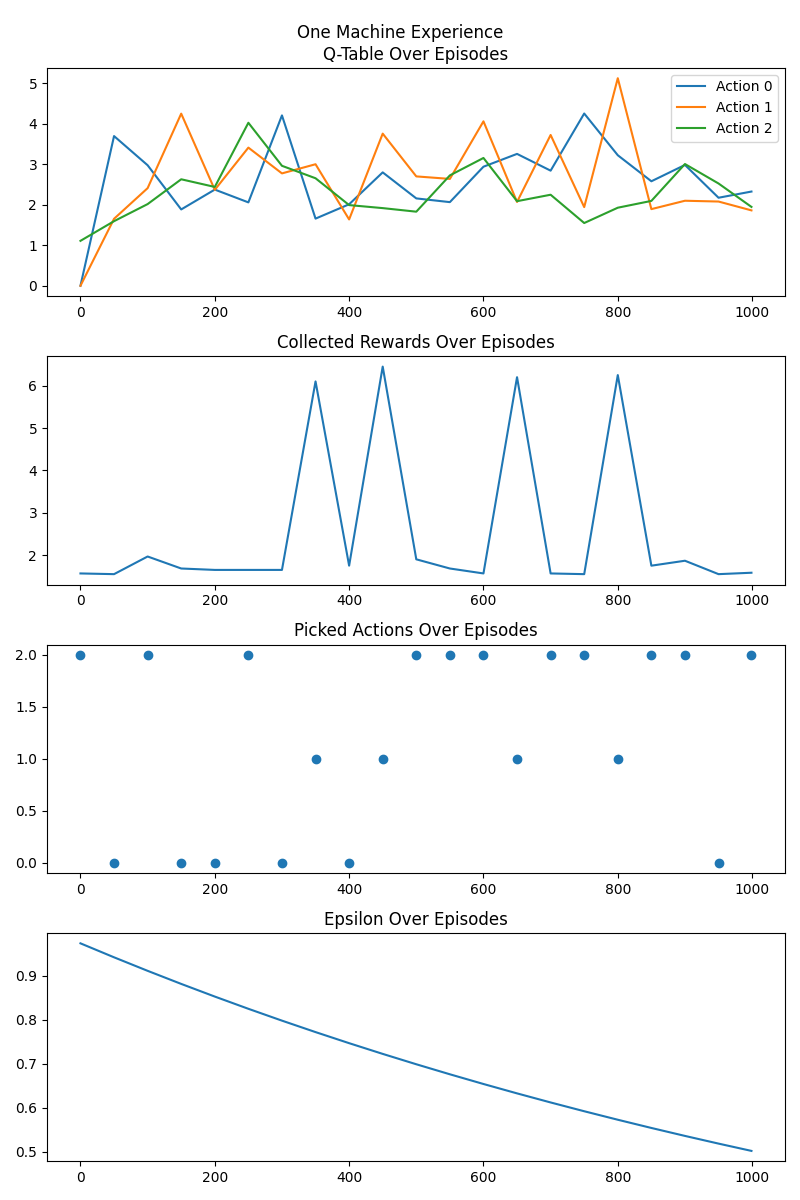 One Machine Experience
Q-Table Over Episodes
5
4
3
2
1
0
Action 0
Action 1
Action 2
0 200 400 600 800 1000
Collected Rewards Over Episodes
6
5
4
3
2
0 200 400 600 800 1000
Picked Actions Over Episodes
2.0
1.5
1.0
0.5
0.0
0 200 400 600 800 1000
Epsilon Over Episodes
0.9
0.8
0.7
0.6
0.5
0 200 400 600 800 1000